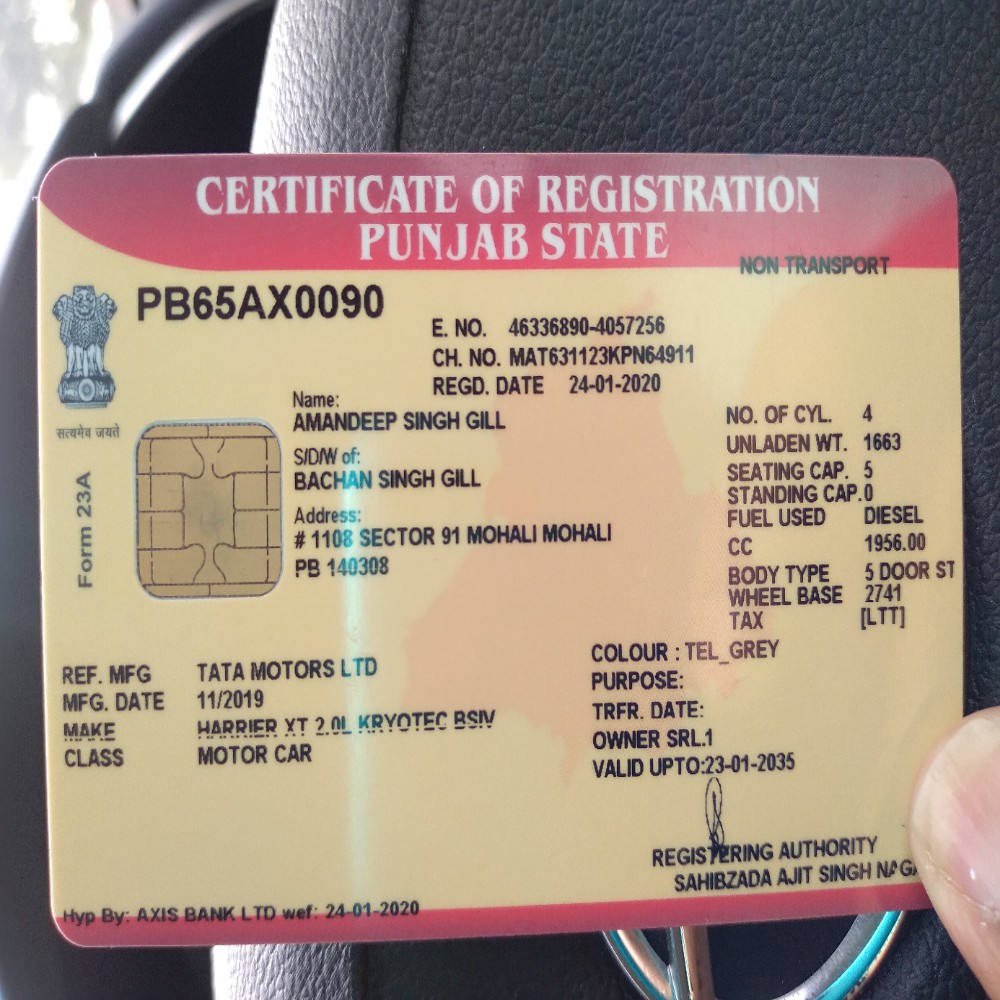 CERTIFICATE OF REGISTRATION
PUNJAB STATE
NON TRANSPORT
PB65AX0090
E. NO. 46336890-4057256
CH. NO. MAT631123KPN64911
REGD. DATE 24-01-2020
सत्यमेव जयते
Form 23A
Name:
AMANDEEP SINGH GILL
S/D/W of:
BACHAN SINGH GILL
Address:
# 1108 SECTOR 91 MOHALI MOHALI
PB 140308
NO. OF CYL. 4
UNLADEN WT. 1663
SEATING CAP. 5
STANDING CAP.0
FUEL USED DIESEL
CC 1956.00
BODY TYPE 5 DOOR ST
WHEEL BASE 2741
TAX [LTT]
REF. MFG TATA MOTORS LTD
MFG. DATE 11/2019
MAKE HARRIER XT 2.0L KRYOTEC BSIV
CLASS MOTOR CAR
COLOUR : TEL_GREY
PURPOSE:
TRFR. DATE:
OWNER SRL.1
VALID UPTO:23-01-2035
REGISTERING AUTHORITY
SAHIBZADA AJIT SINGH
Hyp By: AXIS BANK LTD wef: 24-01-2020